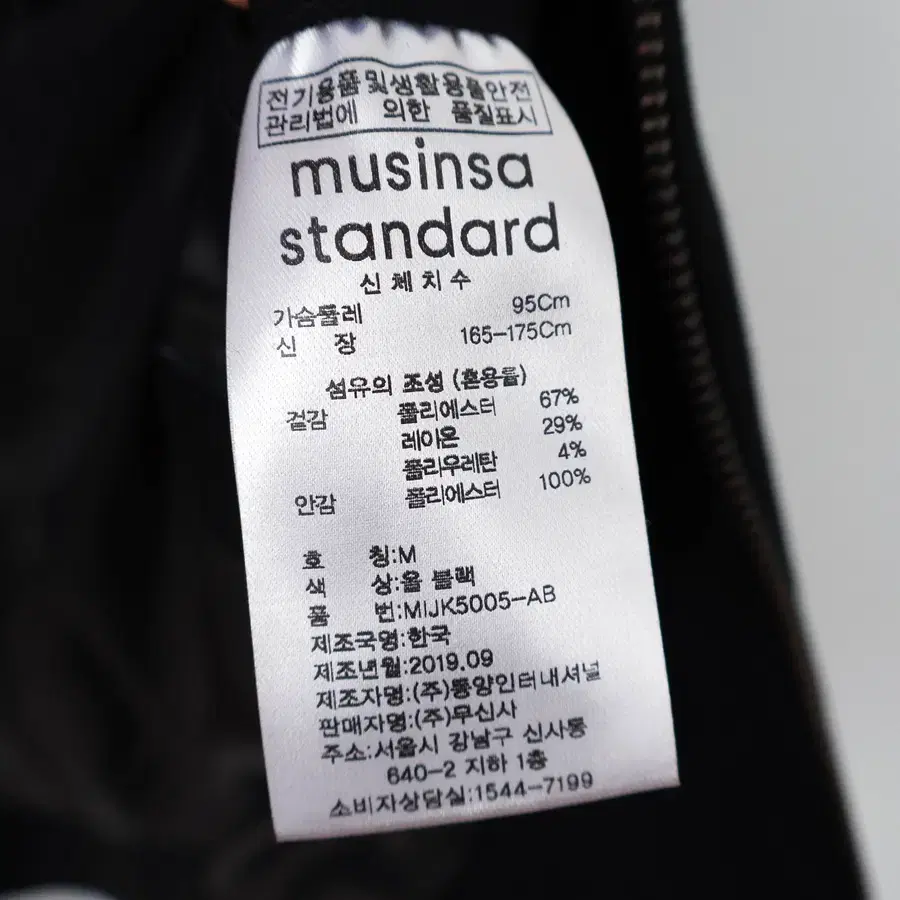 전기용품및생활용품안전
관리법에 의한 품질표시
musinsa
standard
신체치수
가슴둘레 95Cm
신 장 165-175Cm
섬유의 조성 (혼용률)
겉감 폴리에스터 67%
레이온 29%
폴리우레탄 4%
안감 폴리에스터 100%
호 칭:M
색 상:올 블랙
품 번:MIJK5005-AB
제조국명:한국
제조년월:2019.09
제조자명:(주)동양인터내셔널
판매자명:(주)무신사
주소:서울시 강남구 신사동
640-2 지하 1층
소비자상담실:1544-7199